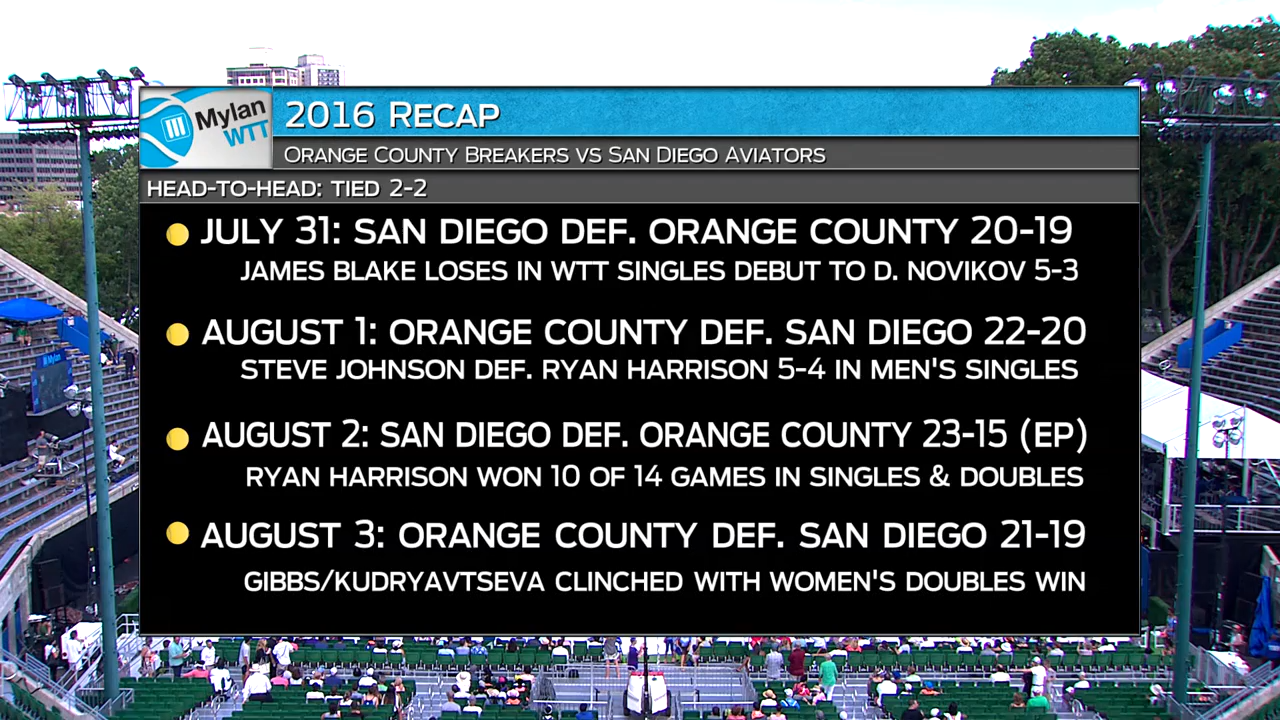 Mylan
WTT
2016 RECAP
ORANGE COUNTY BREAKERS VS SAN DIEGO AVIATORS
HEAD-TO-HEAD: TIED 2-2
JULY 31: SAN DIEGO DEF. ORANGE COUNTY 20-19
JAMES BLAKE LOSES IN WTT SINGLES DEBUT TO D. NOVIKOV 5-3
AUGUST 1: ORANGE COUNTY DEF. SAN DIEGO 22-20
STEVE JOHNSON DEF. RYAN HARRISON 5-4 IN MEN'S SINGLES
AUGUST 2: SAN DIEGO DEF. ORANGE COUNTY 23-15 (EP)
RYAN HARRISON WON 10 OF 14 GAMES IN SINGLES & DOUBLES
AUGUST 3: ORANGE COUNTY DEF. SAN DIEGO 21-19
GIBBS/KUDRYAVTSEVA CLINCHED WITH WOMEN'S DOUBLES WIN
Mylan